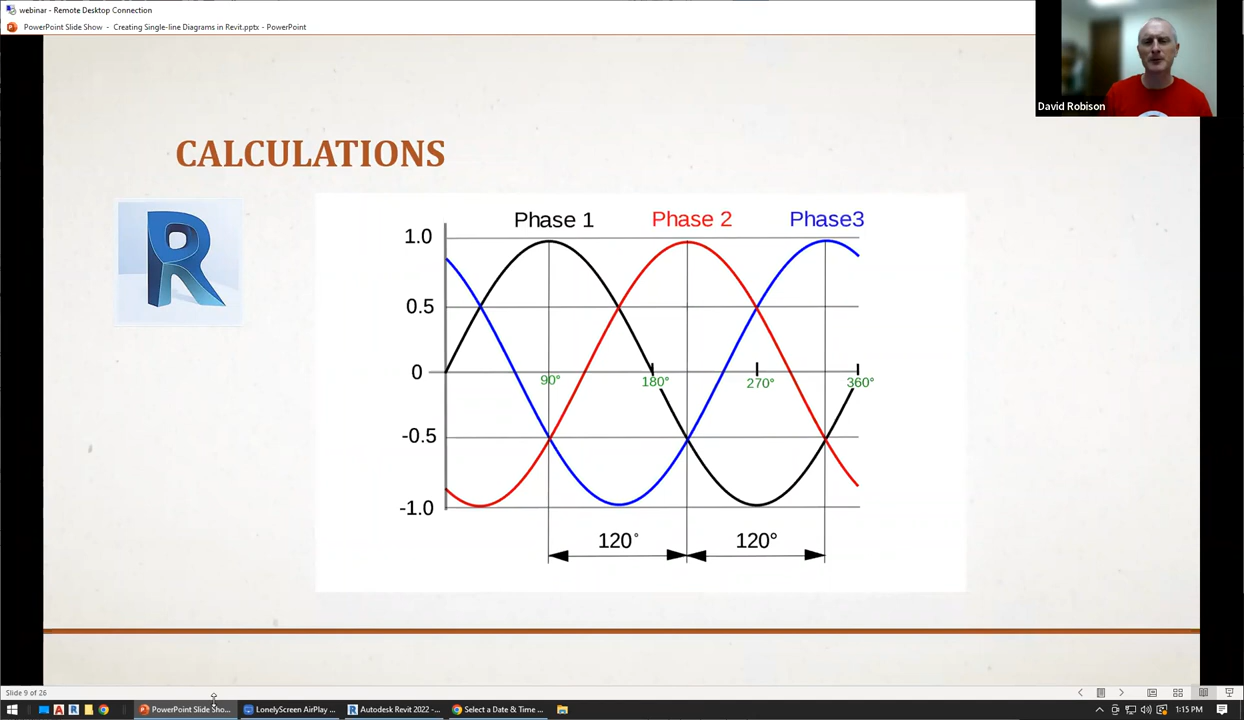 webinar - Remote Desktop Connection
PowerPoint Slide Show - Creating Single-line Diagrams in Revit.pptx - PowerPoint
David Robison
CALCULATIONS
Phase 1 Phase 2 Phase3
1.0
0.5
0
90° 180° 270° 360°
-0.5
-1.0
120° 120°
Slide 9 of 26
PowerPoint Slide Sho... LonelyScreen AirPlay ... Autodesk Revit 2022 -... Select a Date & Time ... 1:15 PM